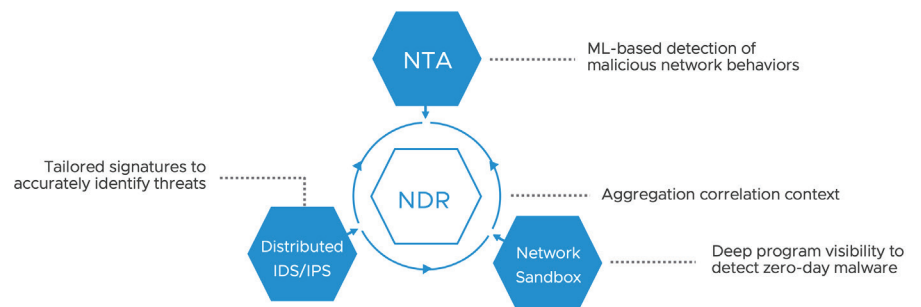 NTA
ML-based detection of
malicious network behaviors
Tailored signatures to
accurately identify threats
NDR
Aggregation correlation context
Distributed
IDS/IPS
Network
Sandbox
Deep program visibility to
detect zero-day malware